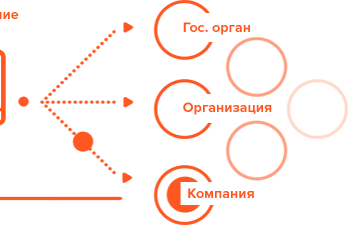 ние
Гос. орган
Организация
Компания